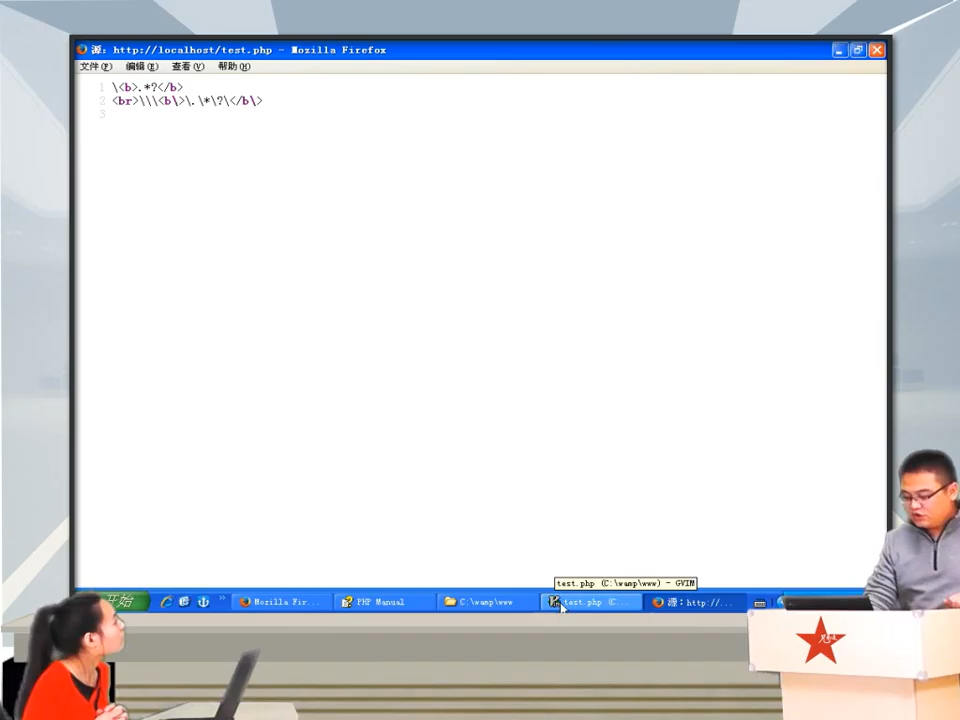 源: http://localhost/test.php - Mozilla Firefox
文件(F) 编辑(E) 查看(V) 帮助(H)
1 \<b>.*?</b>
2 <br>\\\<b\>\.\*\?\</b\>
3
test.php (C:\wamp\www) - GVIM
开始 Mozilla Fir... PHP Manual C:\wamp\www test.php (C:... 源: http://...